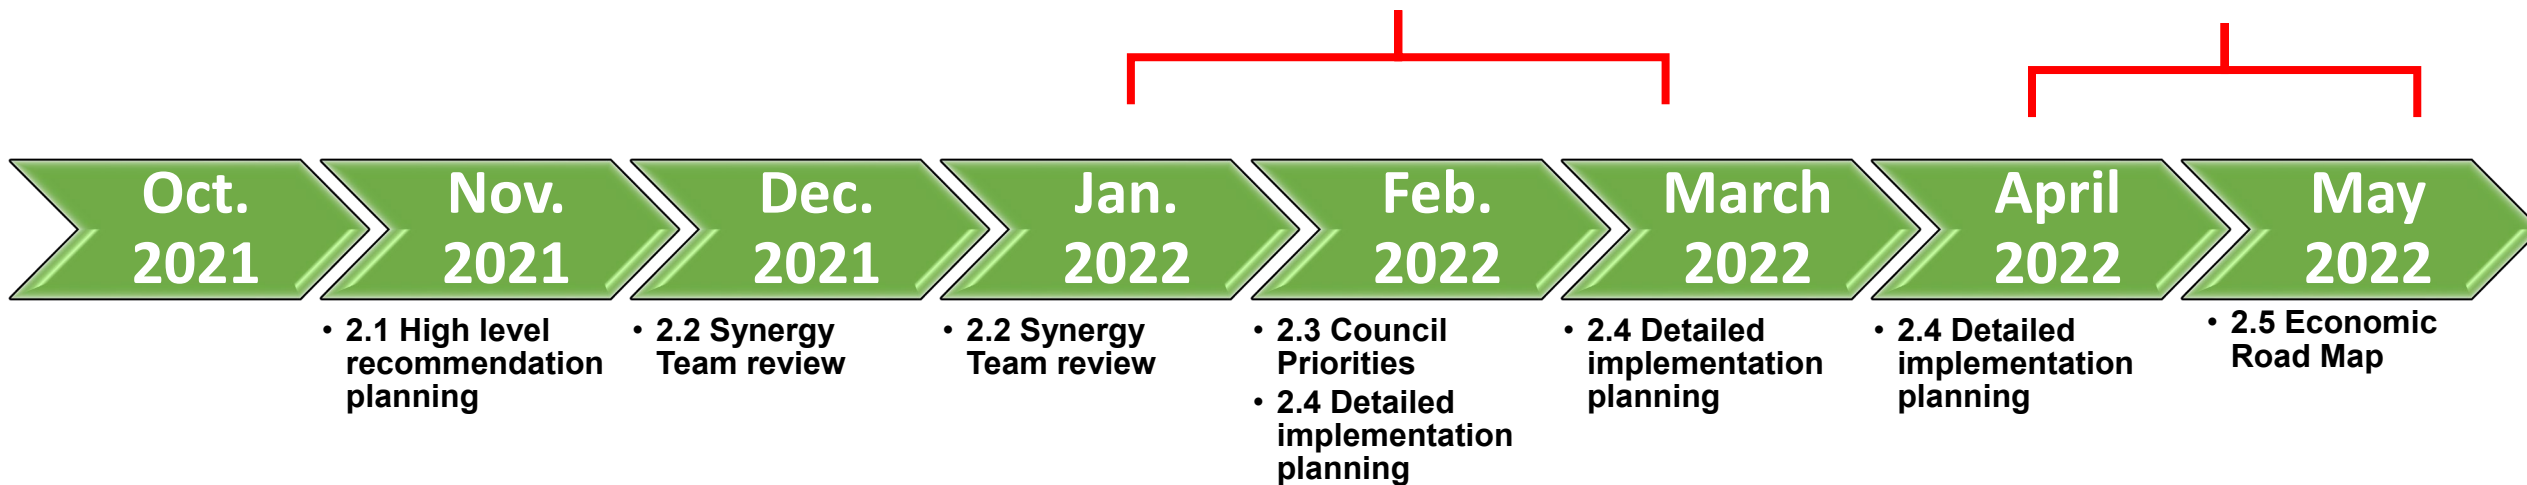 Oct.
2021
Nov.
2021
Dec.
2021
Jan.
2022
Feb.
2022
March
2022
April
2022
May
2022
• 2.1 High level
recommendation
planning
• 2.2 Synergy
Team review
• 2.2 Synergy
Team review
• 2.3 Council
Priorities
• 2.4 Detailed
implementation
planning
• 2.4 Detailed
implementation
planning
• 2.4 Detailed
implementation
planning
• 2.5 Economic
Road Map